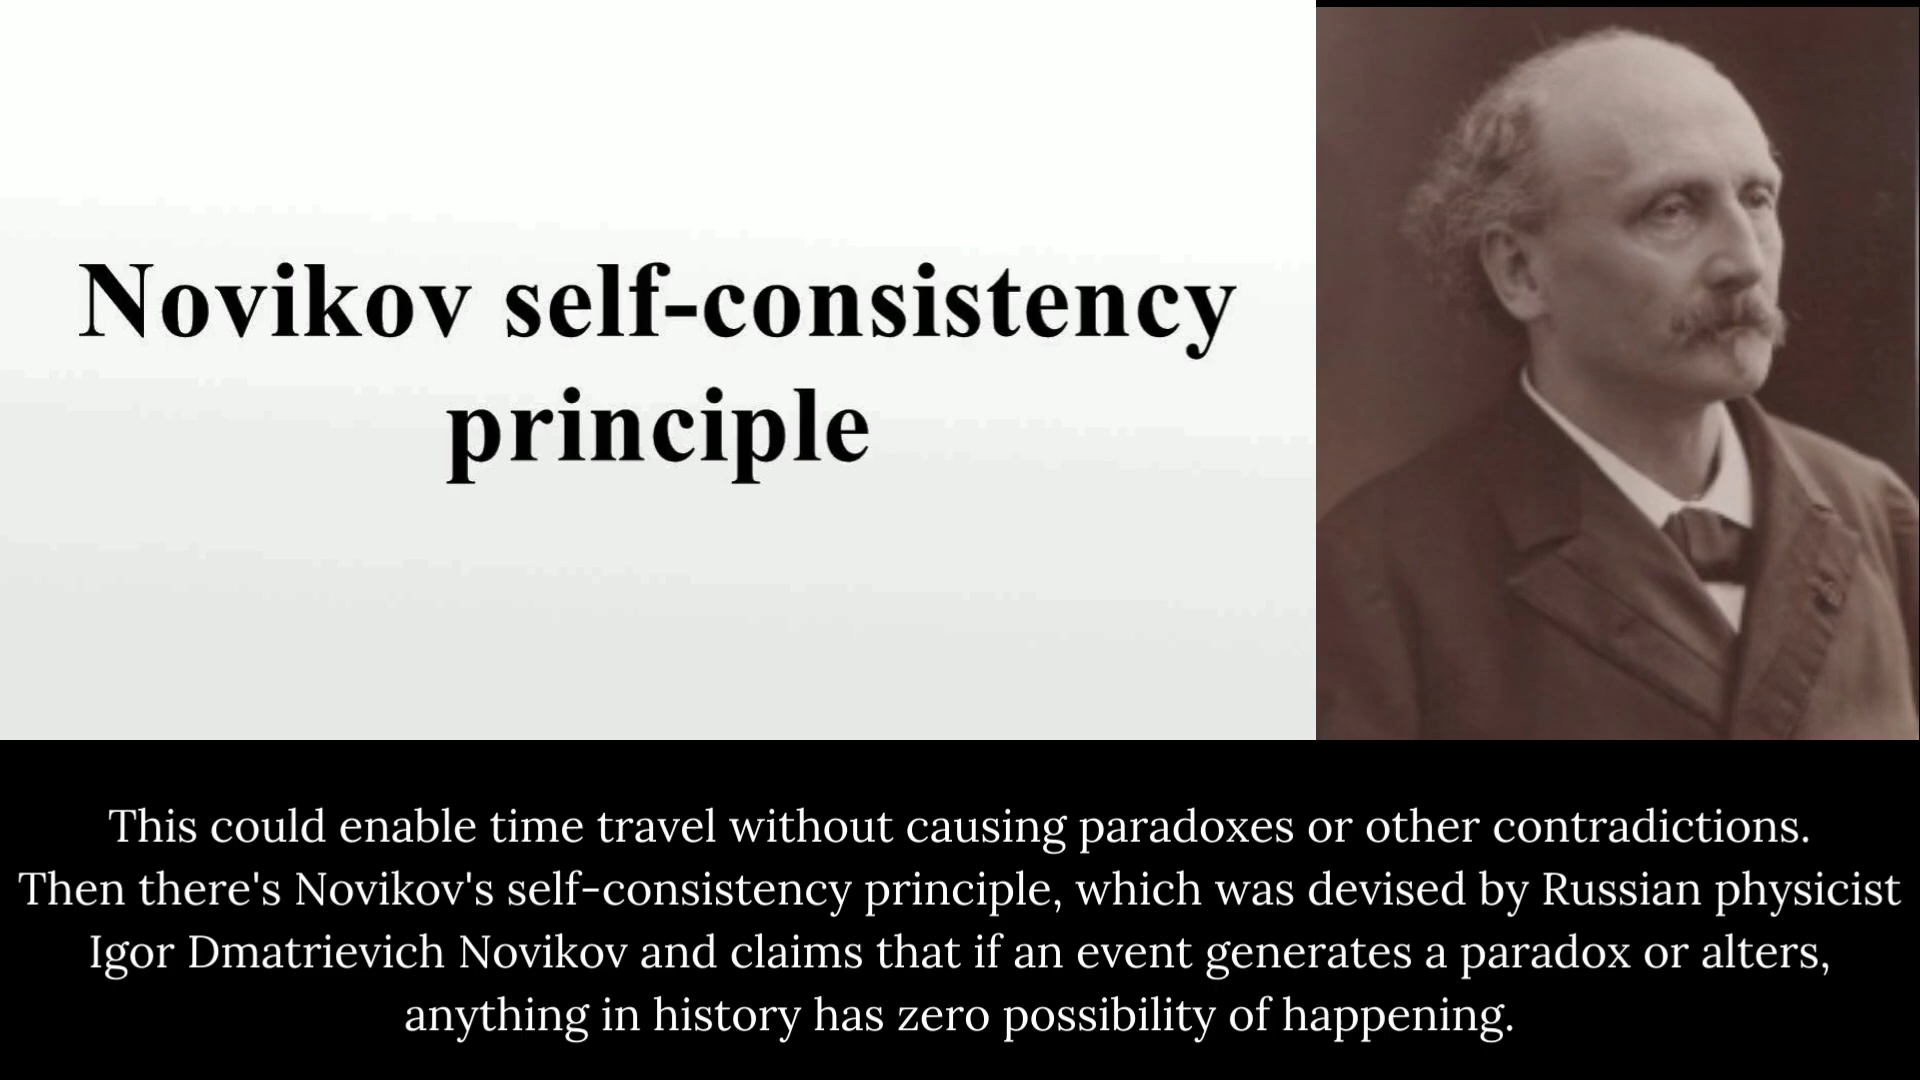 Novikov self-consistency
principle
This could enable time travel without causing paradoxes or other contradictions.
Then there's Novikov's self-consistency principle, which was devised by Russian physicist
Igor Dmatrievich Novikov and claims that if an event generates a paradox or alters,
anything in history has zero possibility of happening.